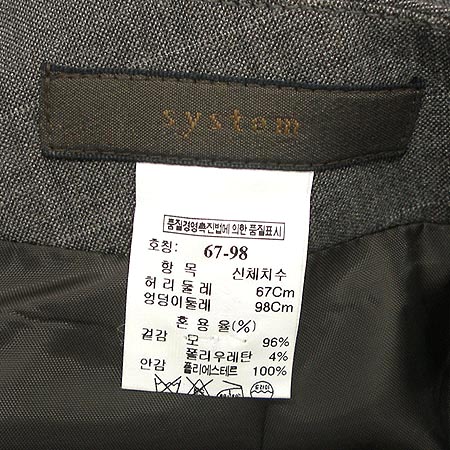 system
품질경영촉진법에 의한 품질표시
호칭: 67-98
항 목 신체치수
허리둘레 67Cm
엉덩이둘레 98Cm
혼용율(%)
겉감 모 96%
폴리우레탄 4%
안감 폴리에스테르 100%